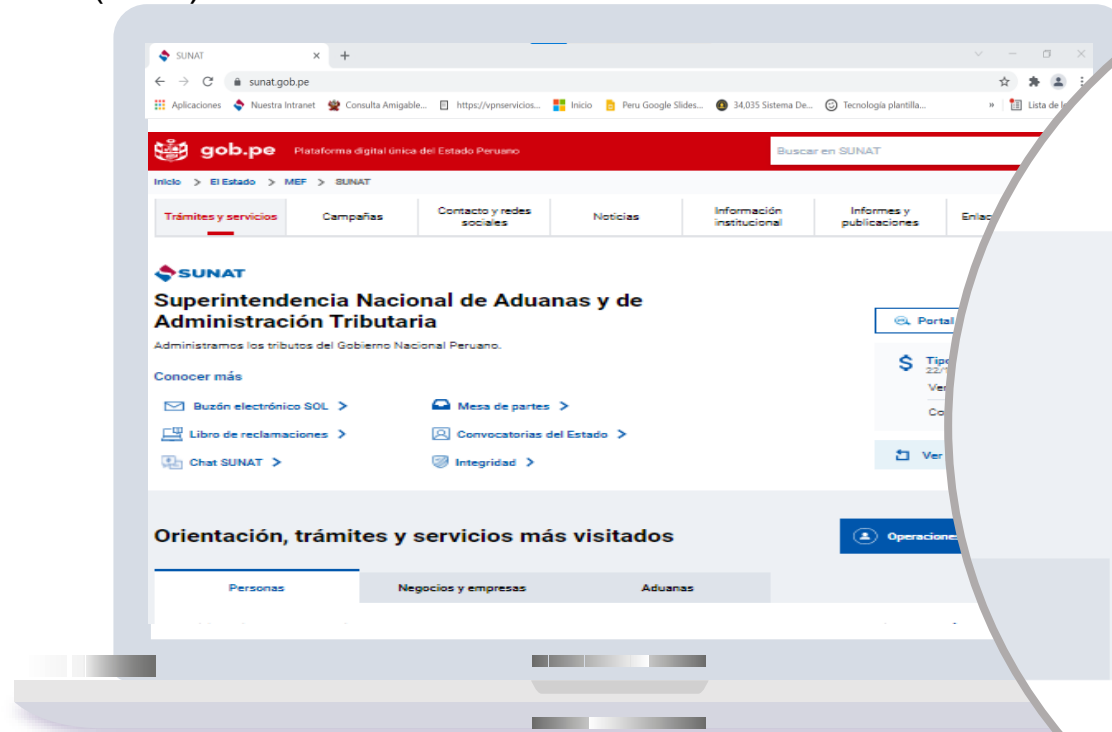 SUNAT
sunat.gob.pe
Aplicaciones Nuestra Intranet Consulta Amigable... https://vpnservicios... Inicio Peru Google Slides... 34,035 Sistema De... Tecnología plantilla... » Lista de
gob.pe Plataforma digital única del Estado Peruano Buscar en SUNAT
Inicio > El Estado > MEF > SUNAT
Trámites y servicios Campañas Contacto y redes sociales Noticias Información institucional Informes y publicaciones
SUNAT
Superintendencia Nacional de Aduanas y de
Administración Tributaria
Portal
Administramos los tributos del Gobierno Nacional Peruano.
Conocer más
Buzón electrónico SOL > Mesa de partes >
Libro de reclamaciones > Convocatorias del Estado >
Chat SUNAT > Integridad > Ver
Orientación, trámites y servicios más visitados
Personas Negocios y empresas Aduanas